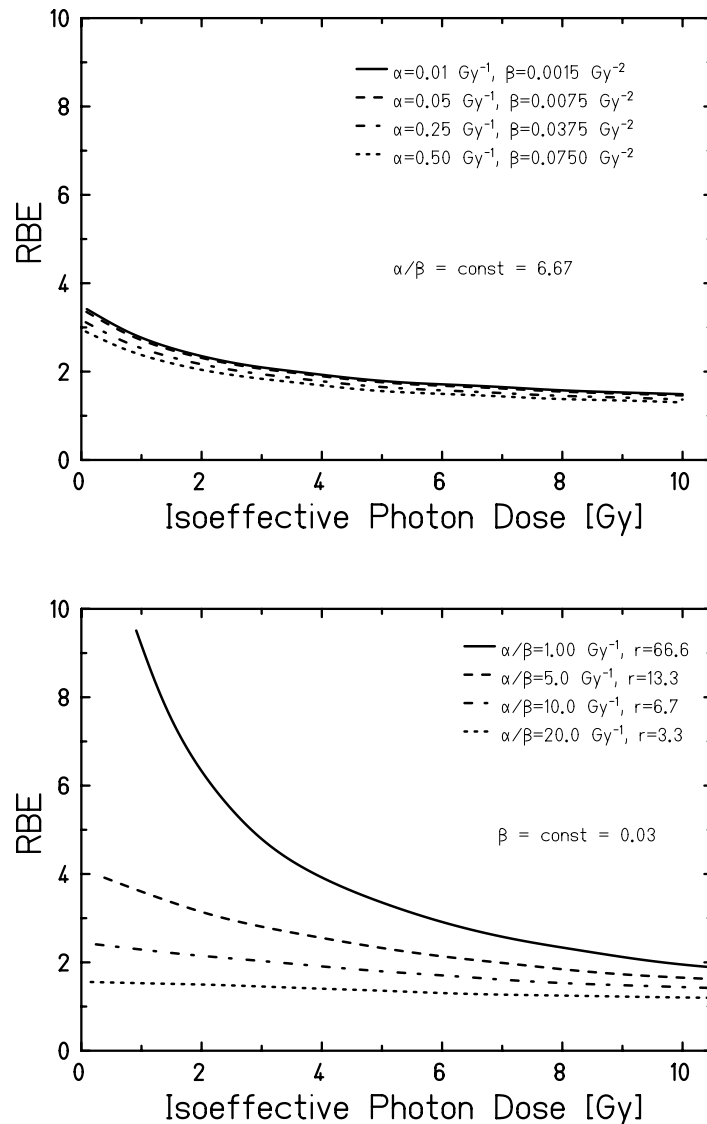 10
8
6
4
2
0
RBE
α=0.01 Gy⁻¹, β=0.0015 Gy⁻²
α=0.05 Gy⁻¹, β=0.0075 Gy⁻²
α=0.25 Gy⁻¹, β=0.0375 Gy⁻²
α=0.50 Gy⁻¹, β=0.0750 Gy⁻²
α/β = const = 6.67
0 2 4 6 8 10
Isoeffective Photon Dose [Gy]
10
8
6
4
2
0
RBE
α/β=1.00 Gy⁻¹, r=66.6
α/β=5.0 Gy⁻¹, r=13.3
α/β=10.0 Gy⁻¹, r=6.7
α/β=20.0 Gy⁻¹, r=3.3
β = const = 0.03
0 2 4 6 8 10
Isoeffective Photon Dose [Gy]